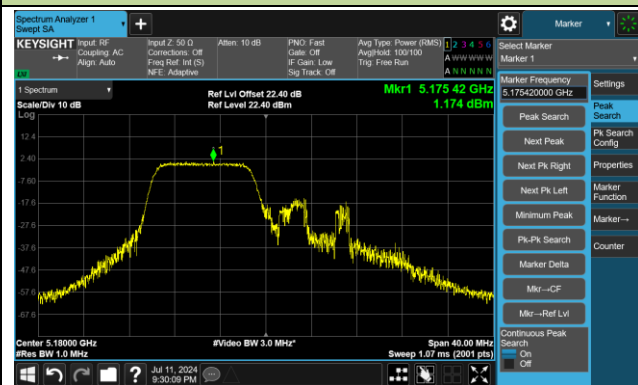 Spectrum Analyzer 1
Swept SA
Marker
KEYSIGHT
Input: RF
Coupling: AC
Align: Auto
Input Z: 50 Ω
Corrections: Off
Freq Ref: Int (S)
NFE: Adaptive
Atten: 10 dB
PNO: Fast
Gate: Off
IF Gain: Low
Sig Track: Off
Avg Type: Power (RMS)
Avg|Hold: 100/100
Trig: Free Run
1 2 3 4 5 6
A W W W W W
A N N N N N
Select Marker
Marker 1
1 Spectrum
Scale/Div 10 dB
Log
Ref Lvl Offset 22.40 dB
Ref Level 22.40 dBm
Mkr1 5.175 42 GHz
1.174 dBm
1
12.4
2.40
-7.60
-17.6
-27.6
-37.6
-47.6
-57.6
-67.6
Center 5.18000 GHz
#Res BW 1.0 MHz
#Video BW 3.0 MHz*
Span 40.00 MHz
Sweep 1.07 ms (2001 pts)
Marker Frequency
5.175420000 GHz
Peak Search
Next Peak
Next Pk Right
Next Pk Left
Minimum Peak
Pk-Pk Search
Marker Delta
Mkr→CF
Mkr→Ref Lvl
Continuous Peak
Search
On
Off
Settings
Peak
Search
Pk Search
Config
Properties
Marker
Function
Marker→
Counter
Jul 11, 2024
9:30:09 PM